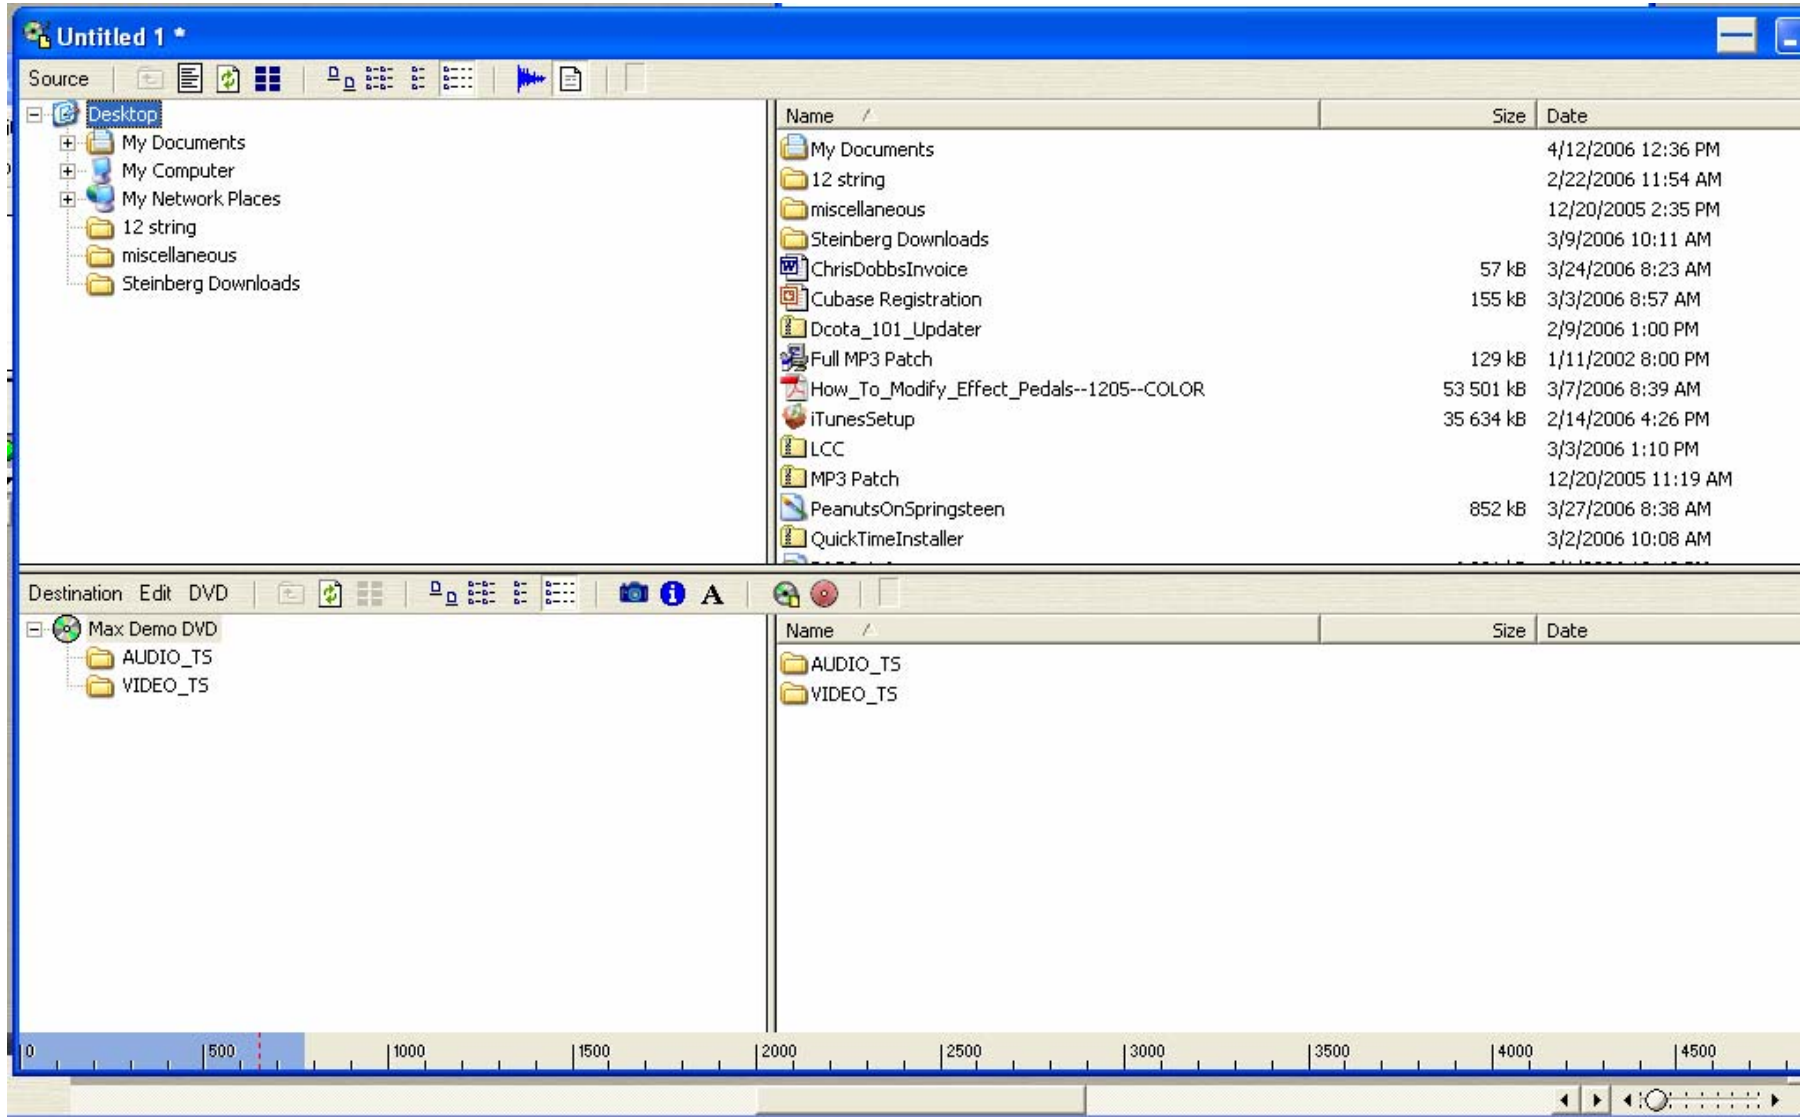 Untitled 1 *
Source
Desktop
My Documents
My Computer
My Network Places
12 string
miscellaneous
Steinberg Downloads
Name Size Date
My Documents 4/12/2006 12:36 PM
12 string 2/22/2006 11:54 AM
miscellaneous 12/20/2005 2:35 PM
Steinberg Downloads 3/9/2006 10:11 AM
ChrisDobbsInvoice 57 kB 3/24/2006 8:23 AM
Cubase Registration 155 kB 3/3/2006 8:57 AM
Dcota_101_Updater 2/9/2006 1:00 PM
Full MP3 Patch 129 kB 1/11/2002 8:00 PM
How_To_Modify_Effect_Pedals--1205--COLOR 53 501 kB 3/7/2006 8:39 AM
iTunesSetup 35 634 kB 2/14/2006 4:26 PM
LCC 3/3/2006 1:10 PM
MP3 Patch 12/20/2005 11:19 AM
PeanutsOnSpringsteen 852 kB 3/27/2006 8:38 AM
QuickTimeInstaller 3/2/2006 10:08 AM
Destination Edit DVD A
Max Demo DVD
AUDIO_TS
VIDEO_TS
Name Size Date
AUDIO_TS
VIDEO_TS
0 500 1000 1500 2000 2500 3000 3500 4000 4500